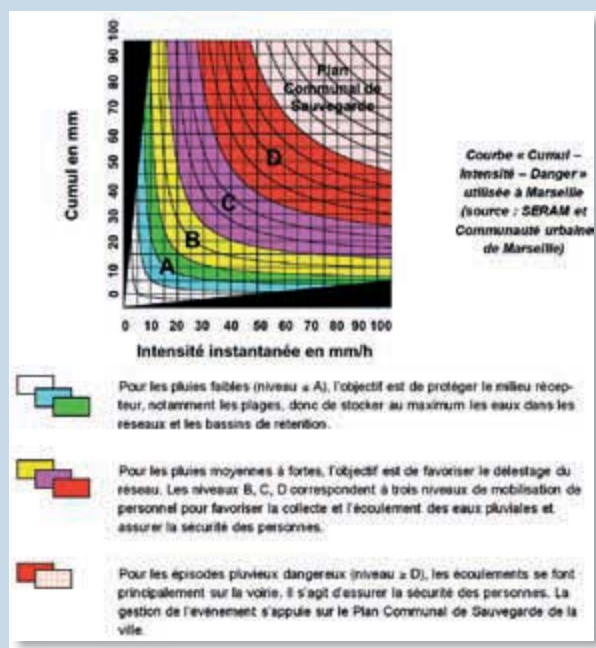 100
90
80
70
60
50
40
30
20
10
0
Cumul en mm
Plan
Communal de
Sauvegarde
D
C
B
A
0 10 20 30 40 50 60 70 80 90 100
Intensité instantanée en mm/h
Courbe « Cumul –
Intensité – Danger »
utilisée à Marseille
(source : SERAM et
Communauté urbaine
de Marseille)
Pour les pluies faibles (niveau ≤ A), l'objectif est de protéger le milieu récep-
teur, notamment les plages, donc de stocker au maximum les eaux dans les
réseaux et les bassins de rétention.
Pour les pluies moyennes à fortes, l'objectif est de favoriser le délestage du
réseau. Les niveaux B, C, D correspondent à trois niveaux de mobilisation de
personnel pour favoriser la collecte et l'écoulement des eaux pluviales et
assurer la sécurité des personnes.
Pour les épisodes pluvieux dangereux (niveau ≥ D), les écoulements se font
principalement sur la voirie, il s'agit d'assurer la sécurité des personnes. La
gestion de l'événement s'appuie sur le Plan Communal de Sauvegarde de la
ville.